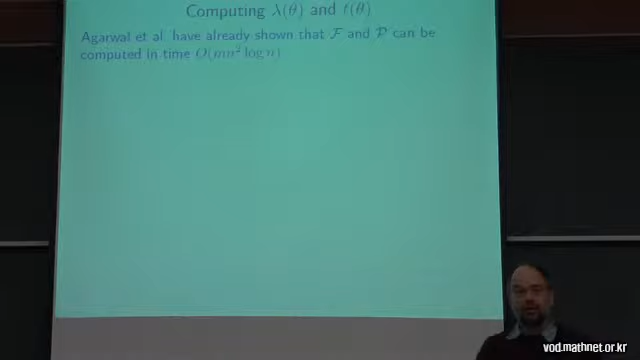 Computing λ(θ) and t(θ)
Agarwal et al have already shown that F and P can be
computed in time O(mn² log n)
vod.mathnet.or.kr